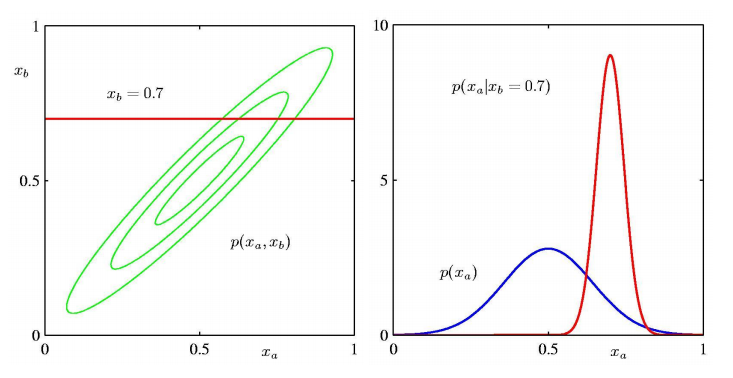 1
x_b
x_b = 0.7
0.5
p(x_a, x_b)
0
0
0.5
x_a
1
10
p(x_a|x_b = 0.7)
5
p(x_a)
0
0
0.5
x_a
1